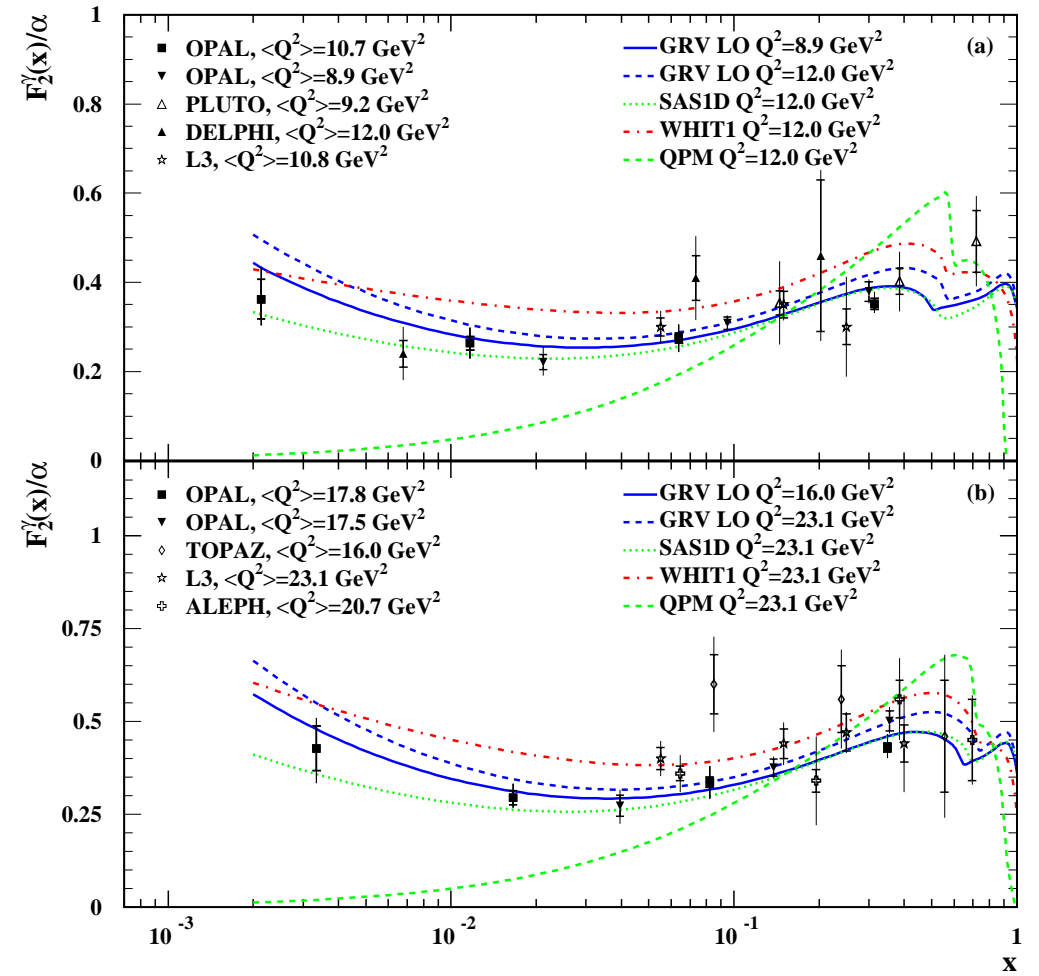 F₂^γ(x)/α
1
0.8
0.6
0.4
0.2
0
(a)
OPAL, <Q²>=10.7 GeV²
OPAL, <Q²>=8.9 GeV²
PLUTO, <Q²>=9.2 GeV²
DELPHI, <Q²>=12.0 GeV²
L3, <Q²>=10.8 GeV²
GRV LO Q²=8.9 GeV²
GRV LO Q²=12.0 GeV²
SAS1D Q²=12.0 GeV²
WHIT1 Q²=12.0 GeV²
QPM Q²=12.0 GeV²
F₂^γ(x)/α
1
0.75
0.5
0.25
0
(b)
OPAL, <Q²>=17.8 GeV²
OPAL, <Q²>=17.5 GeV²
TOPAZ, <Q²>=16.0 GeV²
L3, <Q²>=23.1 GeV²
ALEPH, <Q²>=20.7 GeV²
GRV LO Q²=16.0 GeV²
GRV LO Q²=23.1 GeV²
SAS1D Q²=23.1 GeV²
WHIT1 Q²=23.1 GeV²
QPM Q²=23.1 GeV²
10⁻³ 10⁻² 10⁻¹ 1
x